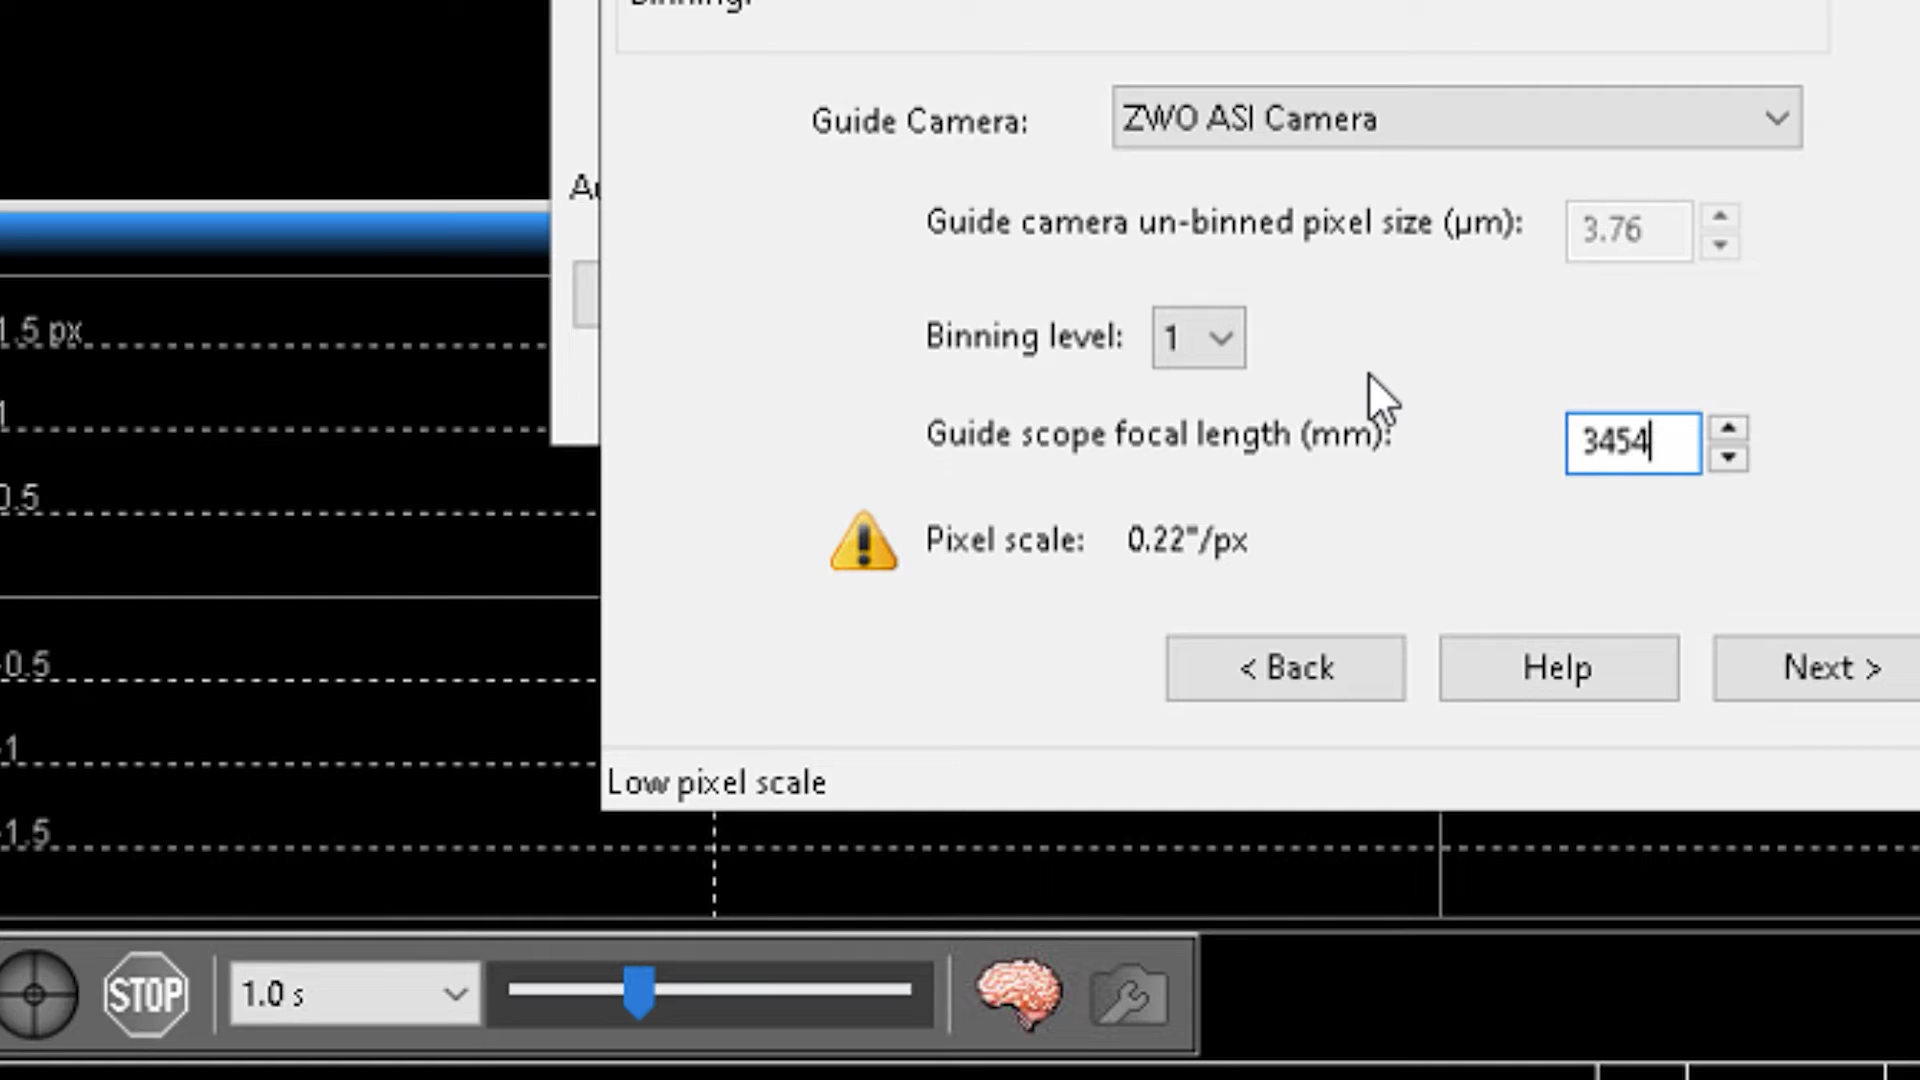 Binning:
Guide Camera: ZWO ASI Camera
Guide camera un-binned pixel size (μm): 3.76
Binning level: 1
Guide scope focal length (mm): 3454
Pixel scale: 0.22"/px
< Back Help Next >
Low pixel scale
1.5 px
1
0.5
-0.5
-1
-1.5
STOP 1.0 s